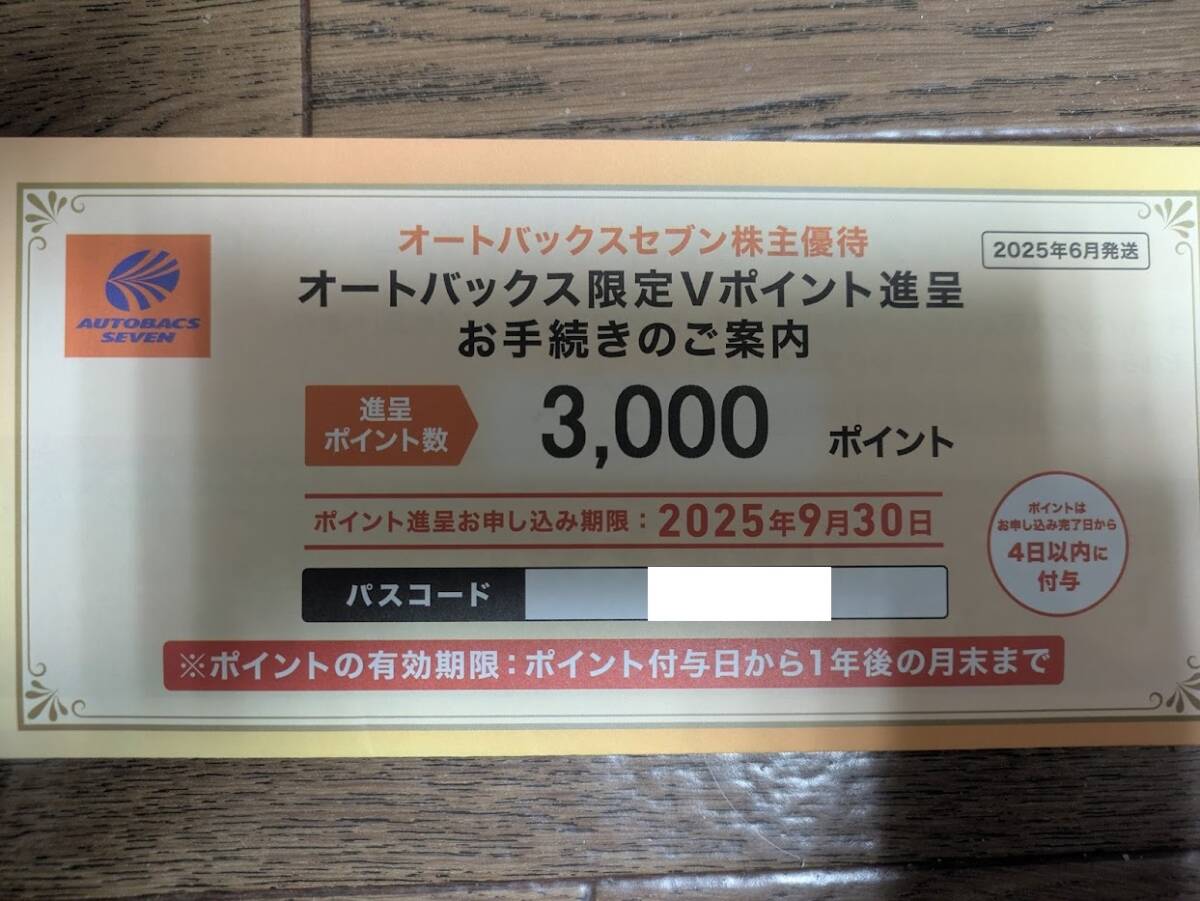 オートバックスセブン株主優待
2025年6月発送
AUTOBACS
SEVEN
オートバックス限定Vポイント進呈
お手続きのご案内
進呈
ポイント数
3,000 ポイント
ポイント進呈お申し込み期限：2025年9月30日
ポイントは
お申し込み完了日から
4日以内に
付与
パスコード
※ポイントの有効期限：ポイント付与日から1年後の月末まで